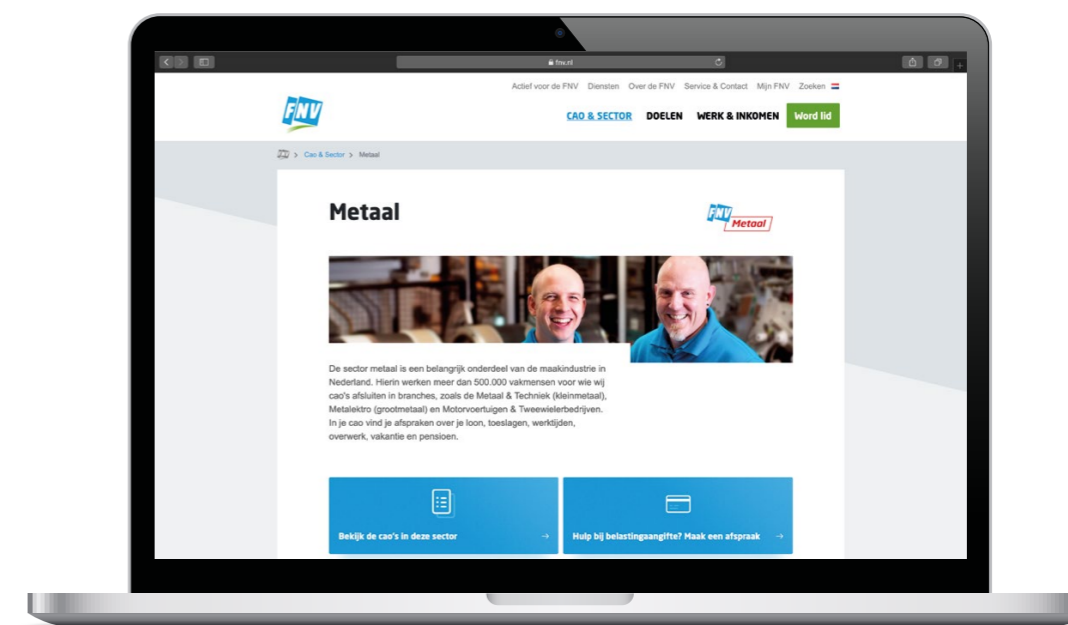 fnv.nl
Actief voor de FNV Diensten Over de FNV Service & Contact Mijn FNV Zoeken
FNV
CAO & SECTOR DOELEN WERK & INKOMEN Word lid
> Cao & Sector > Metaal
Metaal
FNV Metaal
De sector metaal is een belangrijk onderdeel van de maakindustrie in
Nederland. Hierin werken meer dan 500.000 vakmensen voor wie wij
cao's afsluiten in branches, zoals de Metaal & Techniek (kleinmetaal),
Metalektro (grootmetaal) en Motorvoertuigen & Tweewielerbedrijven.
In je cao vind je afspraken over je loon, toeslagen, werktijden,
overwerk, vakantie en pensioen.
Bekijk de cao's in deze sector →
Hulp bij belastingaangifte? Maak een afspraak →